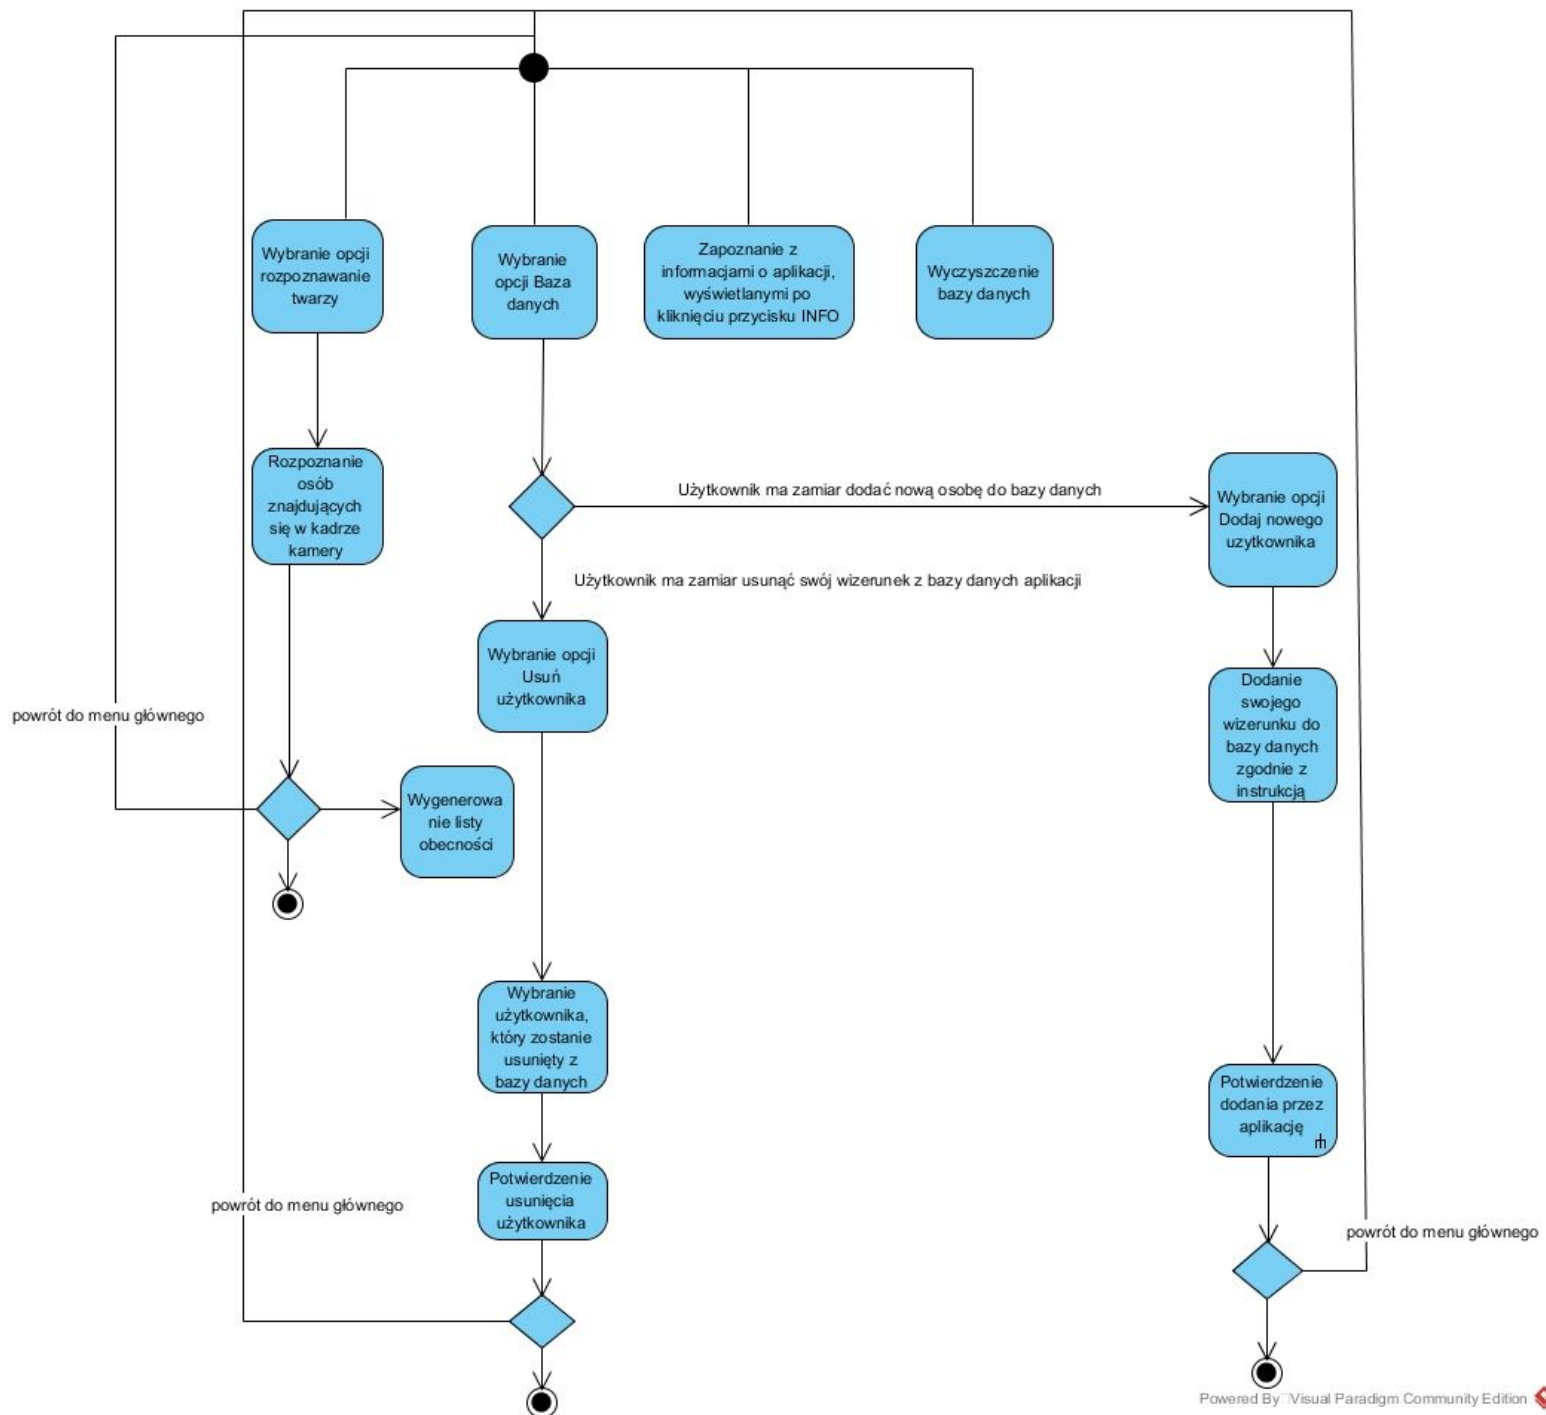 Wybranie opcji
rozpoznawanie
twarzy
Wybranie
opcji Baza
danych
Zapoznanie z
informacjami o aplikacji,
wyświetlanymi po
kliknięciu przycisku INFO
Wyczyszczenie
bazy danych
Rozpoznanie
osób
znajdujących
się w kadrze
kamery
Użytkownik ma zamiar dodać nową osobę do bazy danych
Wybranie opcji
Dodaj nowego
uzytkownika
Użytkownik ma zamiar usunąć swój wizerunek z bazy danych aplikacji
Wybranie opcji
Usuń
użytkownika
Dodanie
swojego
wizerunku do
bazy danych
zgodnie z
instrukcją
powrót do menu głównego
Wygenerowa
nie listy
obecności
Wybranie
użytkownika,
który zostanie
usunięty z
bazy danych
Potwierdzenie
dodania przez
aplikację
Potwierdzenie
usunięcia
użytkownika
powrót do menu głównego
powrót do menu głównego
Powered By Visual Paradigm Community Edition